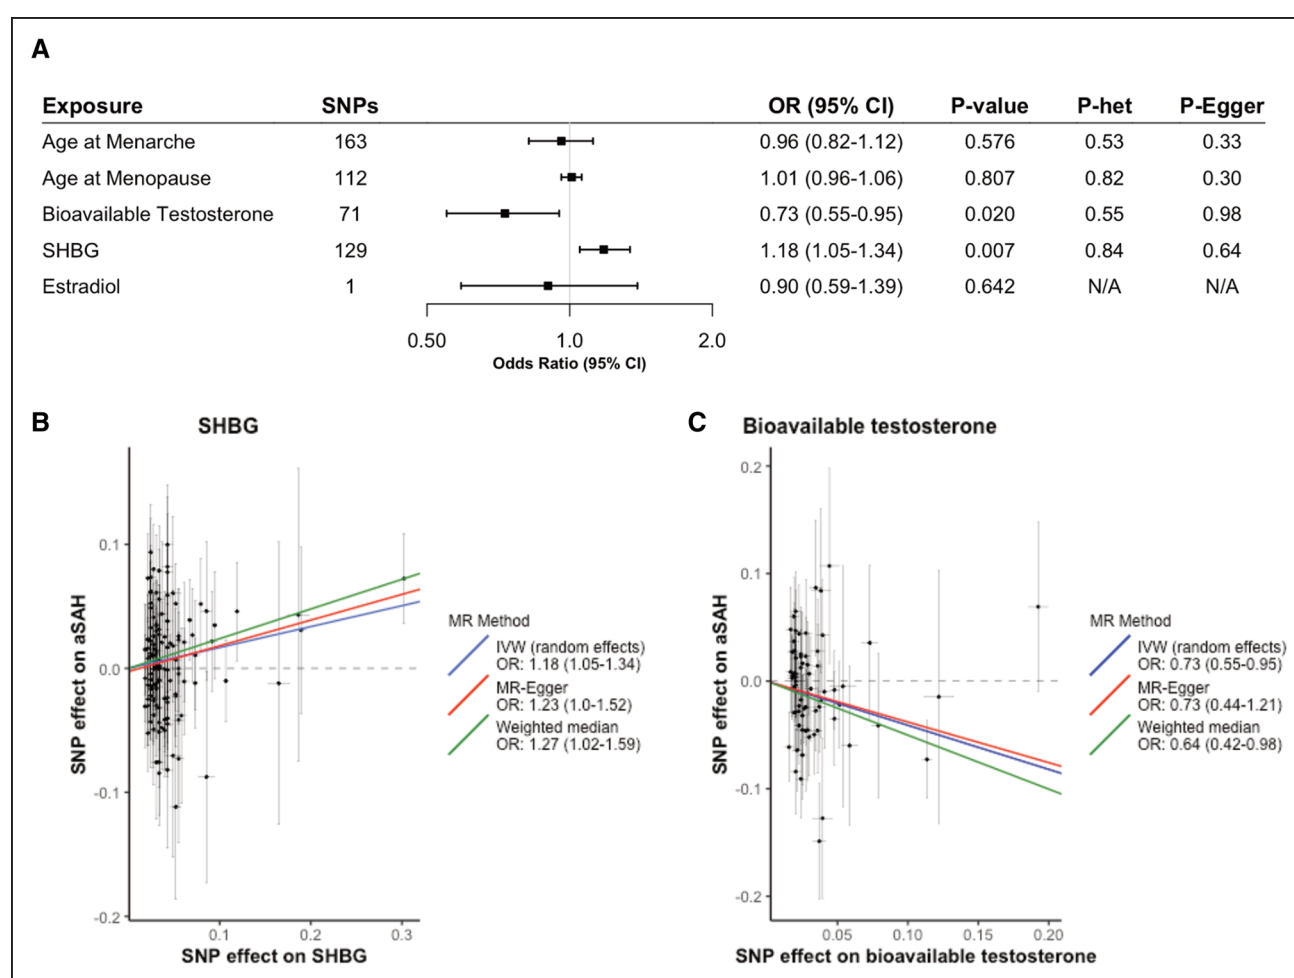 A
Exposure SNPs OR (95% CI) P-value P-het P-Egger
Age at Menarche 163 0.96 (0.82-1.12) 0.576 0.53 0.33
Age at Menopause 112 1.01 (0.96-1.06) 0.807 0.82 0.30
Bioavailable Testosterone 71 0.73 (0.55-0.95) 0.020 0.55 0.98
SHBG 129 1.18 (1.05-1.34) 0.007 0.84 0.64
Estradiol 1 0.90 (0.59-1.39) 0.642 N/A N/A
0.50 1.0 2.0
Odds Ratio (95% CI)
B
SHBG
SNP effect on aSAH
0.1
0.0
-0.1
-0.2
0.1 0.2 0.3
SNP effect on SHBG
MR Method
IVW (random effects)
OR: 1.18 (1.05-1.34)
MR-Egger
OR: 1.23 (1.0-1.52)
Weighted median
OR: 1.27 (1.02-1.59)
C
Bioavailable testosterone
SNP effect on aSAH
0.2
0.1
0.0
-0.1
-0.2
0.05 0.10 0.15 0.20
SNP effect on bioavailable testosterone
MR Method
IVW (random effects)
OR: 0.73 (0.55-0.95)
MR-Egger
OR: 0.73 (0.44-1.21)
Weighted median
OR: 0.64 (0.42-0.98)